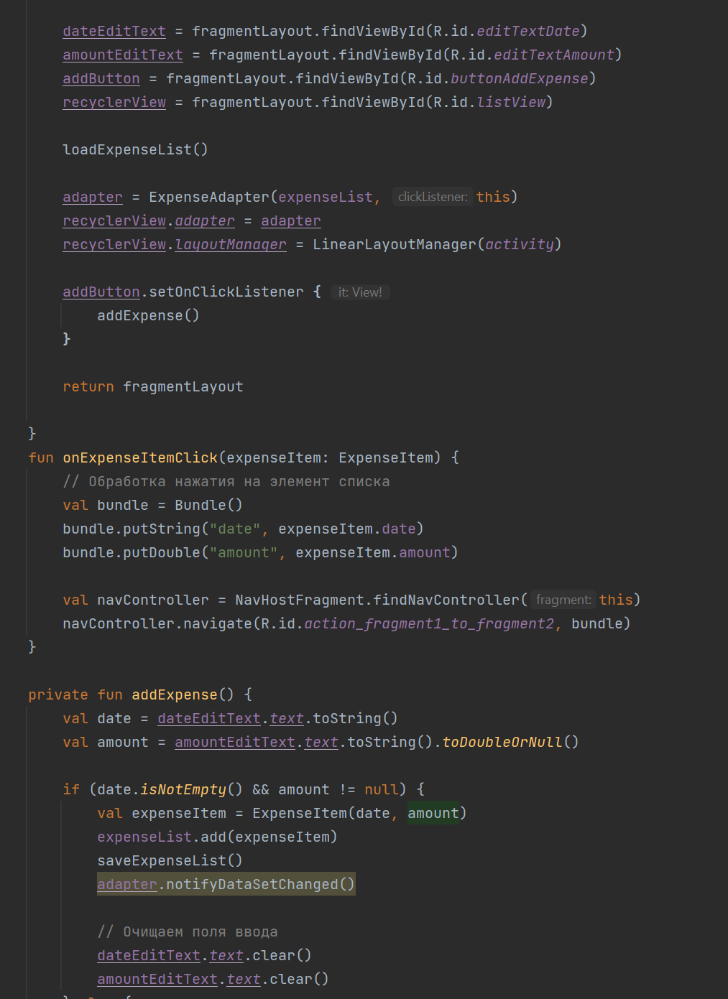 dateEditText = fragmentLayout.findViewById(R.id.editTextDate)
amountEditText = fragmentLayout.findViewById(R.id.editTextAmount)
addButton = fragmentLayout.findViewById(R.id.buttonAddExpense)
recyclerView = fragmentLayout.findViewById(R.id.listView)
loadExpenseList()
adapter = ExpenseAdapter(expenseList, clickListener: this)
recyclerView.adapter = adapter
recyclerView.layoutManager = LinearLayoutManager(activity)
addButton.setOnClickListener { it: View!
addExpense()
}
return fragmentLayout
}
fun onExpenseItemClick(expenseItem: ExpenseItem) {
// Обработка нажатия на элемент списка
val bundle = Bundle()
bundle.putString("date", expenseItem.date)
bundle.putDouble("amount", expenseItem.amount)
val navController = NavHostFragment.findNavController( fragment: this)
navController.navigate(R.id.action_fragment1_to_fragment2, bundle)
}
private fun addExpense() {
val date = dateEditText.text.toString()
val amount = amountEditText.text.toString().toDoubleOrNull()
if (date.isNotEmpty() && amount != null) {
val expenseItem = ExpenseItem(date, amount)
expenseList.add(expenseItem)
saveExpenseList()
adapter.notifyDataSetChanged()
// Очищаем поля ввода
dateEditText.text.clear()
amountEditText.text.clear()